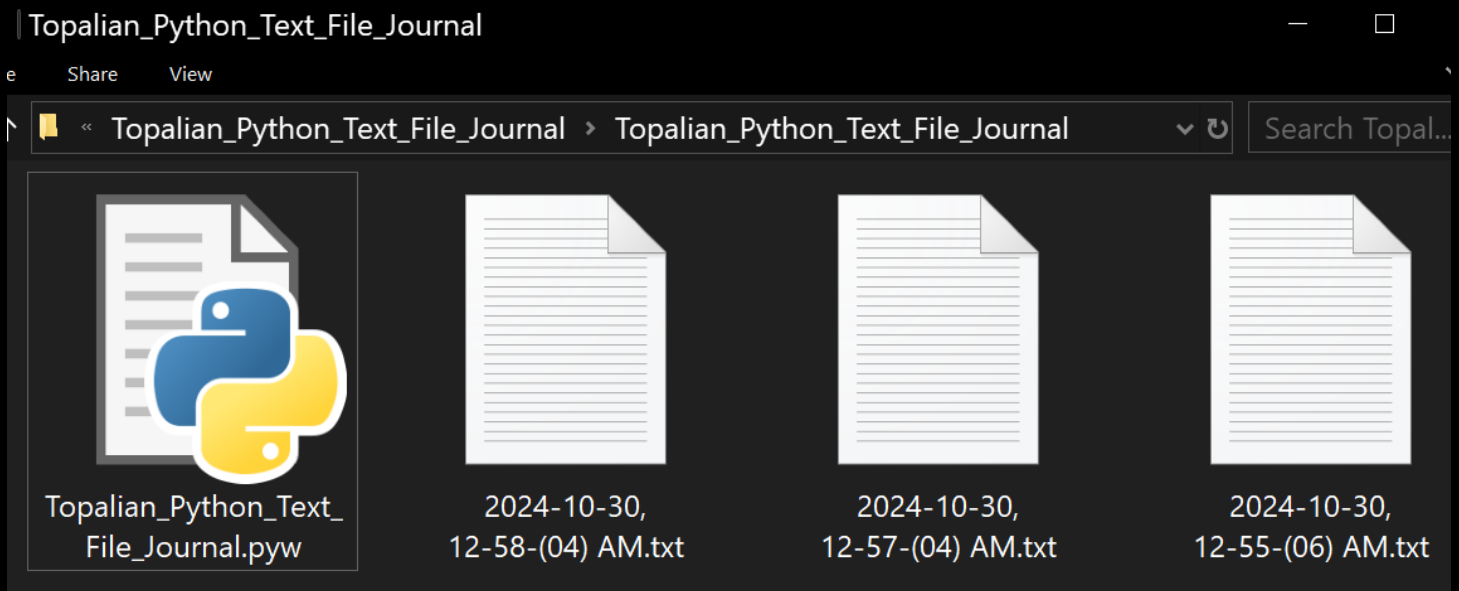 Topalian_Python_Text_File_Journal
e Share View
« Topalian_Python_Text_File_Journal > Topalian_Python_Text_File_Journal Search Topal...
Topalian_Python_Text_
File_Journal.pyw
2024-10-30,
12-58-(04) AM.txt
2024-10-30,
12-57-(04) AM.txt
2024-10-30,
12-55-(06) AM.txt